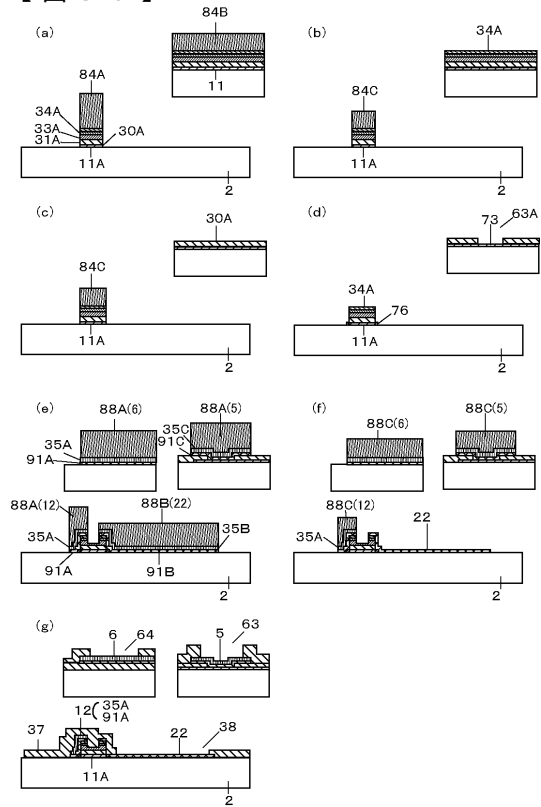 (a)
84B
11
84A
34A
33A
31A
30A
11A
2
(b)
34A
84C
11A
2
(c)
30A
84C
11A
2
(d)
73
63A
34A
76
11A
2
(e)
88A(6)
35A
91A
88A(5)
35C
91C
88A(12)
88B(22)
35A
35B
91A
91B
2
(f)
88C(6)
88C(5)
88C(12)
35A
22
2
(g)
6
64
5
63
12(35A
91A
37
22
38
11A
2